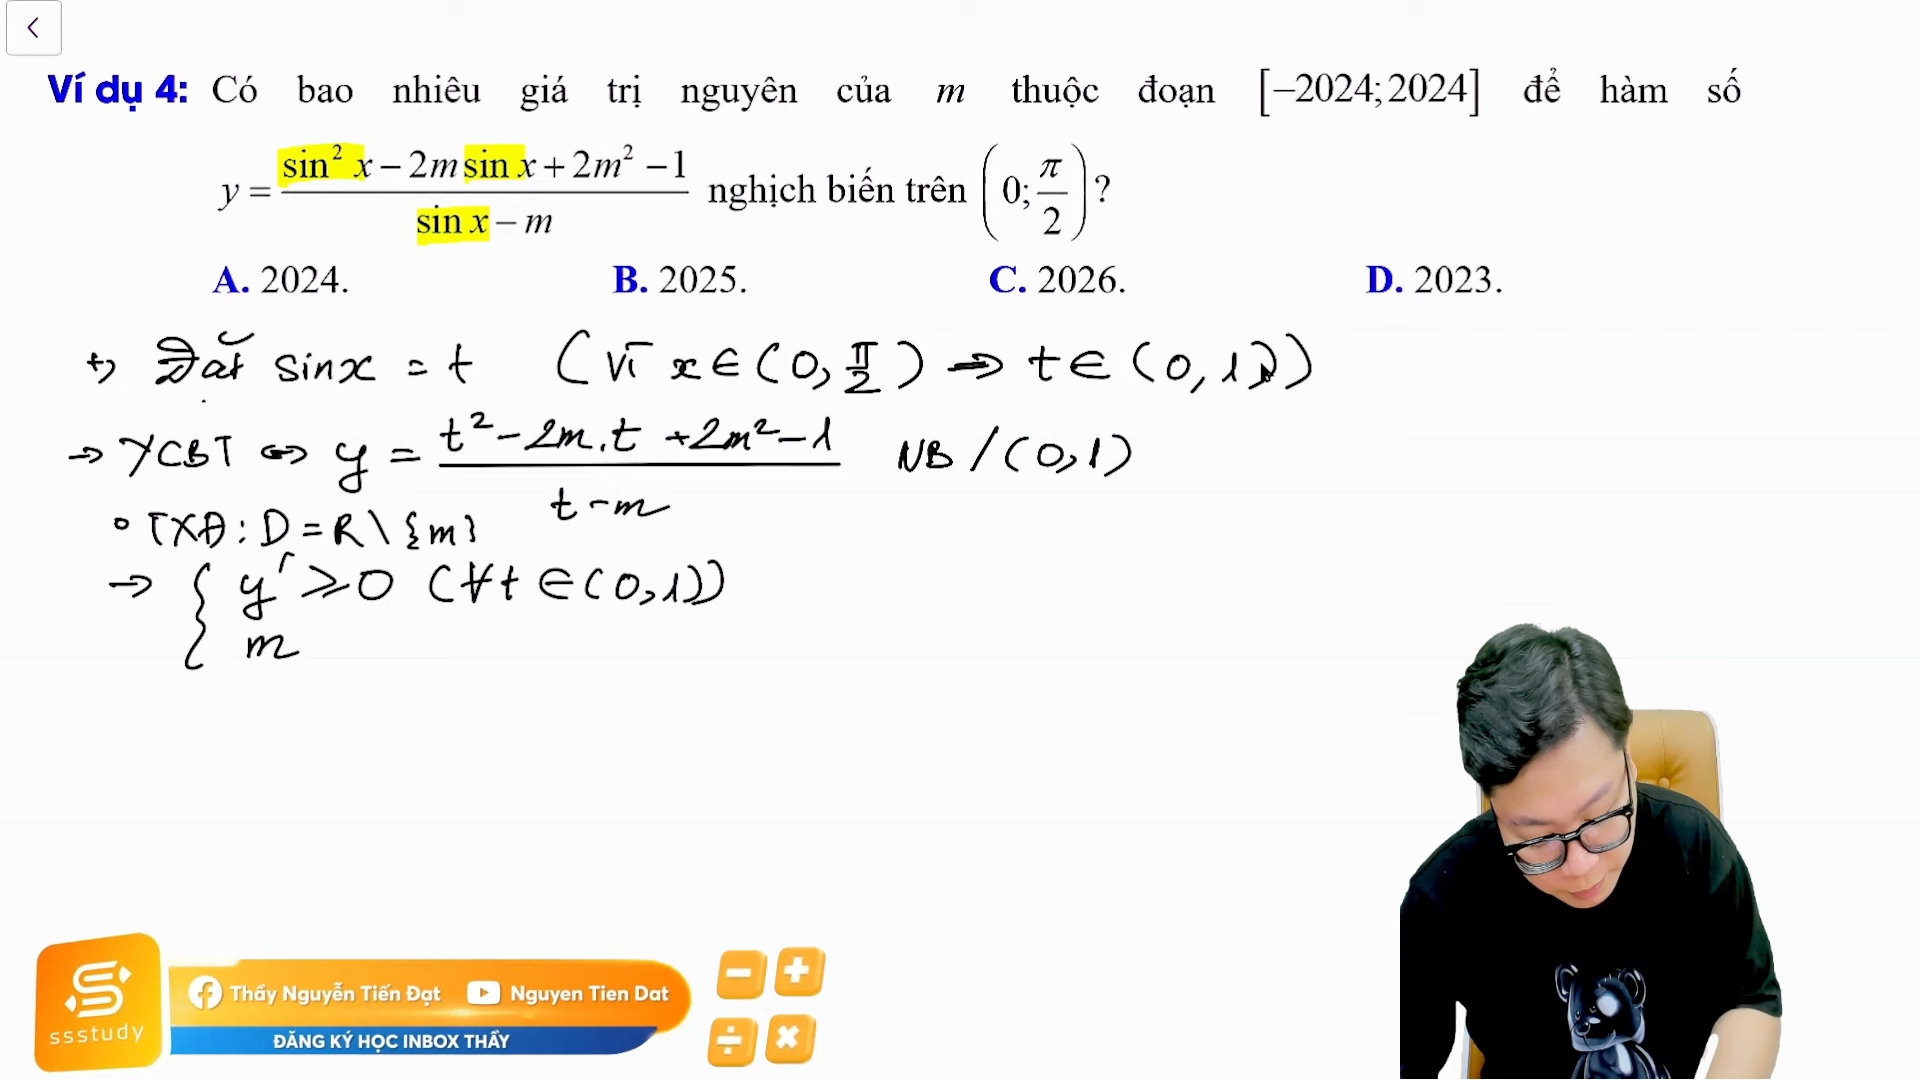 Ví dụ 4: Có bao nhiêu giá trị nguyên của m thuộc đoạn [−2024;2024] để hàm số
y = (sin² x − 2m sin x + 2m² − 1)/(sin x − m) nghịch biến trên (0; π/2)?
A. 2024. B. 2025. C. 2026. D. 2023.
+) Đặt sinx = t (Vì x ∈ (0, π/2) → t ∈ (0,1))
→ YCBT ⇔ y = (t² − 2m.t + 2m² − 1)/(t − m) NB /(0,1)
• TXĐ: D = R \ {m}
→ { y' ≥ 0 (∀t ∈ (0,1))
m
ssstudy
Thầy Nguyễn Tiến Đạt Nguyen Tien Dat
ĐĂNG KÝ HỌC INBOX THẦY